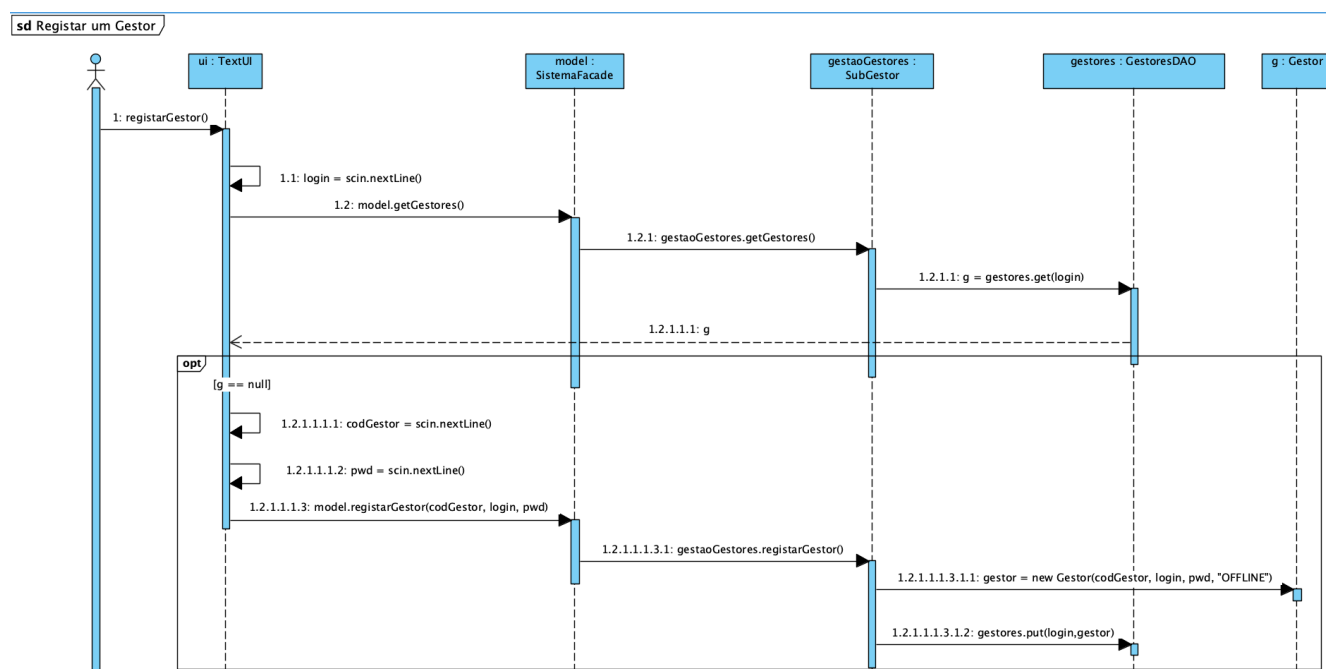 sd Registar um Gestor
ui : TextUI
model :
SistemaFacade
gestaoGestores :
SubGestor
gestores : GestoresDAO
g : Gestor
1: registarGestor()
1.1: login = scin.nextLine()
1.2: model.getGestores()
1.2.1: gestaoGestores.getGestores()
1.2.1.1: g = gestores.get(login)
1.2.1.1.1: g
opt
[g == null]
1.2.1.1.1.1: codGestor = scin.nextLine()
1.2.1.1.1.2: pwd = scin.nextLine()
1.2.1.1.1.3: model.registarGestor(codGestor, login, pwd)
1.2.1.1.1.3.1: gestaoGestores.registarGestor()
1.2.1.1.1.3.1.1: gestor = new Gestor(codGestor, login, pwd, "OFFLINE")
1.2.1.1.1.3.1.2: gestores.put(login,gestor)